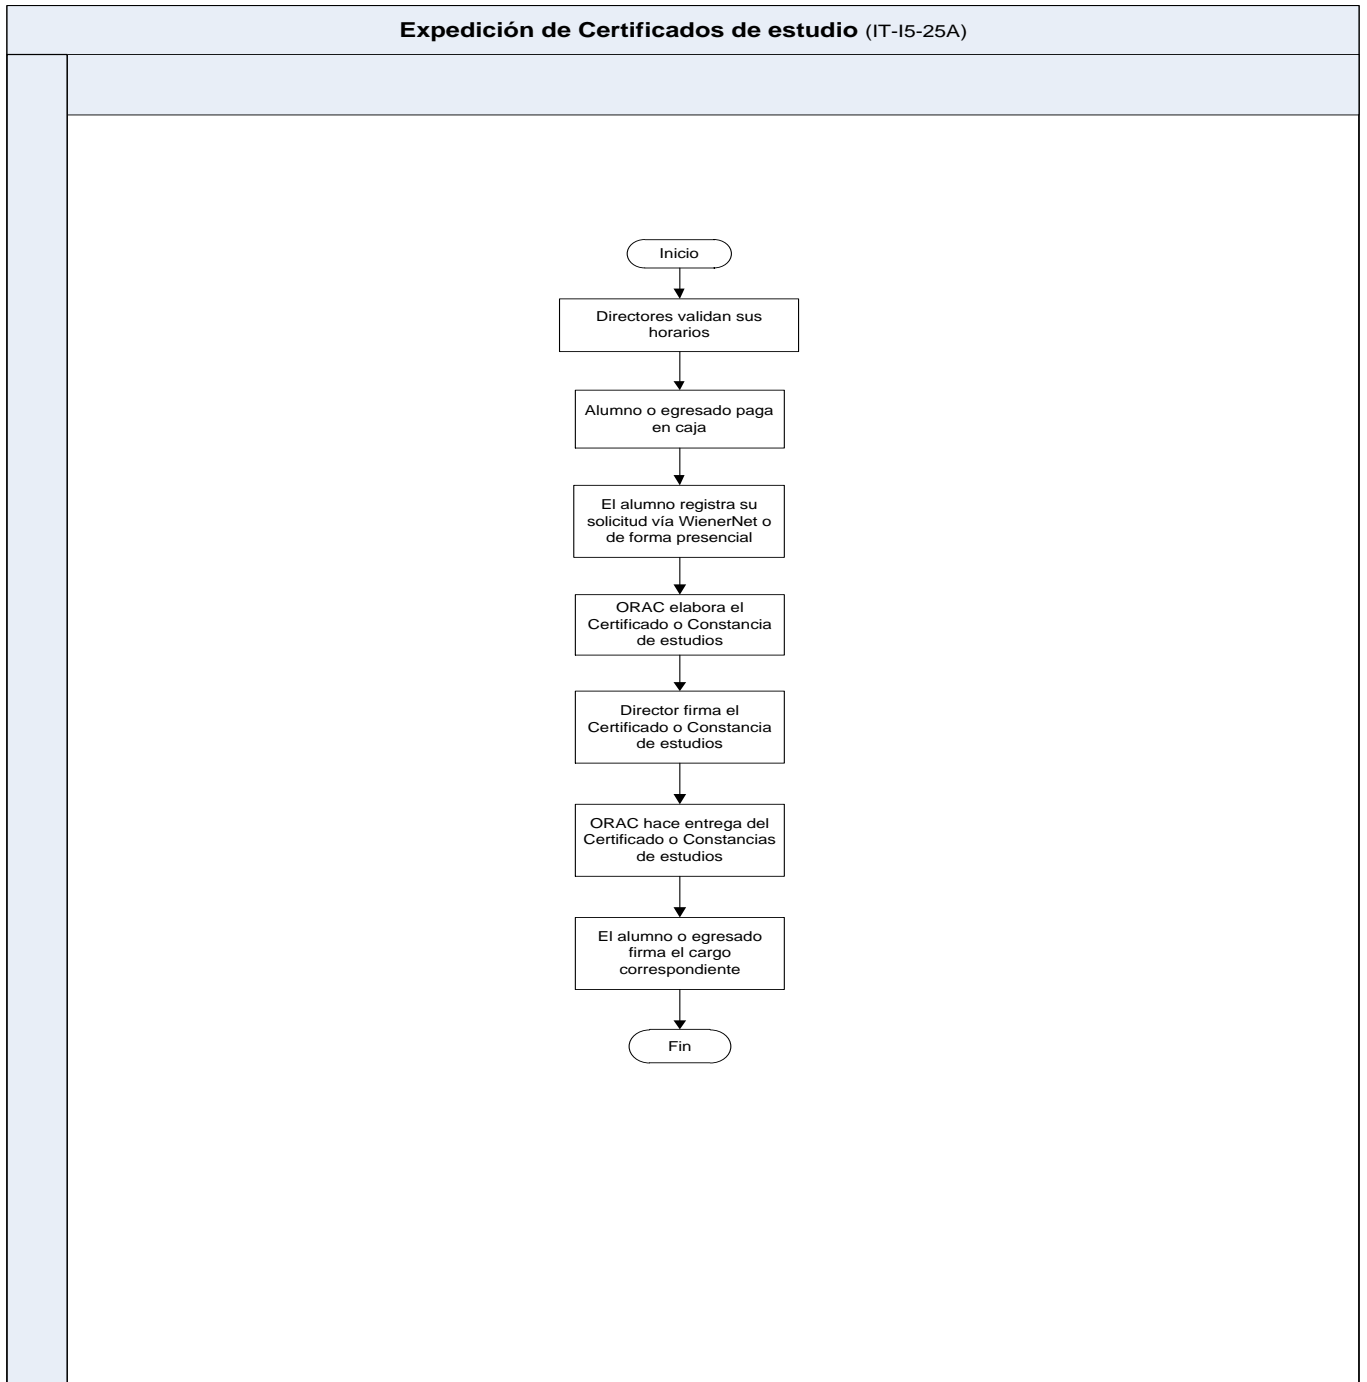 Expedición de Certificados de estudio (IT-I5-25A)
Inicio
Directores validan sus
horarios
Alumno o egresado paga
en caja
El alumno registra su
solicitud vía WienerNet o
de forma presencial
ORAC elabora el
Certificado o Constancia
de estudios
Director firma el
Certificado o Constancia
de estudios
ORAC hace entrega del
Certificado o Constancias
de estudios
El alumno o egresado
firma el cargo
correspondiente
Fin